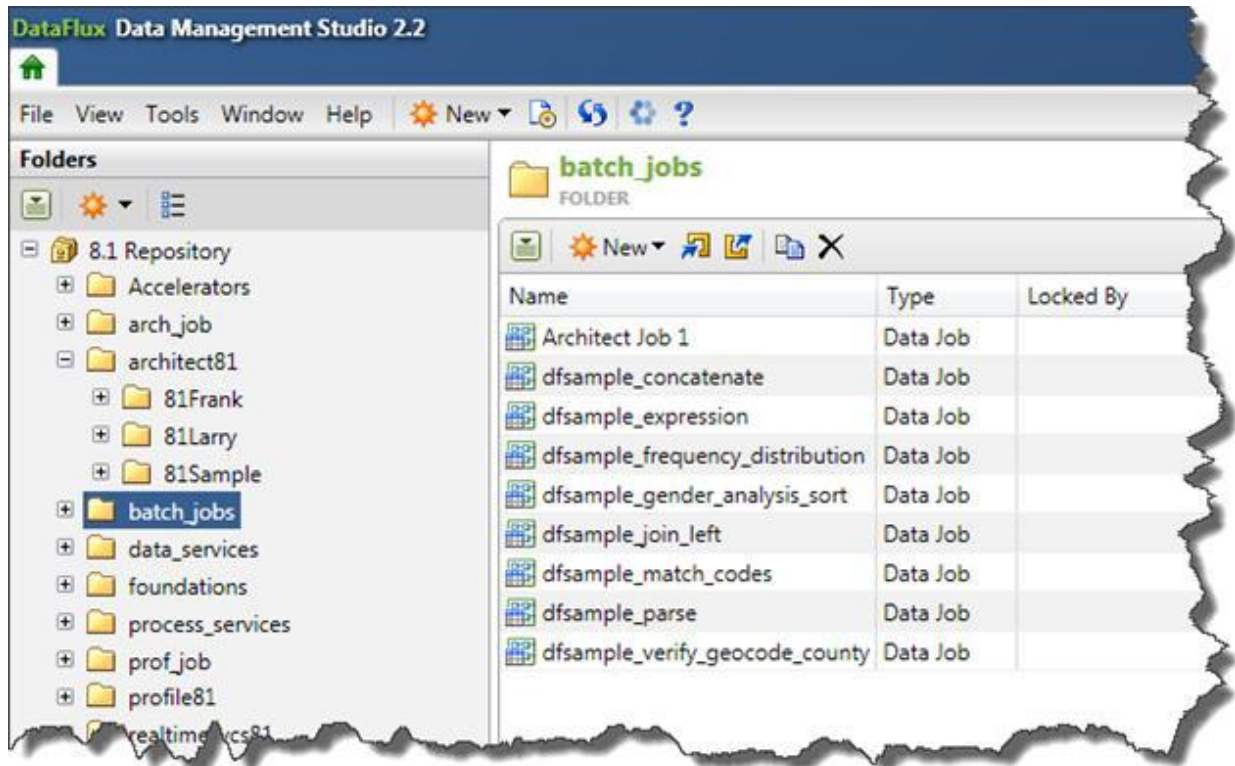 DataFlux Data Management Studio 2.2
File View Tools Window Help New ?
Folders
8.1 Repository
Accelerators
arch_job
architect81
81Frank
81Larry
81Sample
batch_jobs
data_services
foundations
process_services
prof_job
profile81
batch_jobs
FOLDER
New
Name Type Locked By
Architect Job 1 Data Job
dfsample_concatenate Data Job
dfsample_expression Data Job
dfsample_frequency_distribution Data Job
dfsample_gender_analysis_sort Data Job
dfsample_join_left Data Job
dfsample_match_codes Data Job
dfsample_parse Data Job
dfsample_verify_geocode_county Data Job